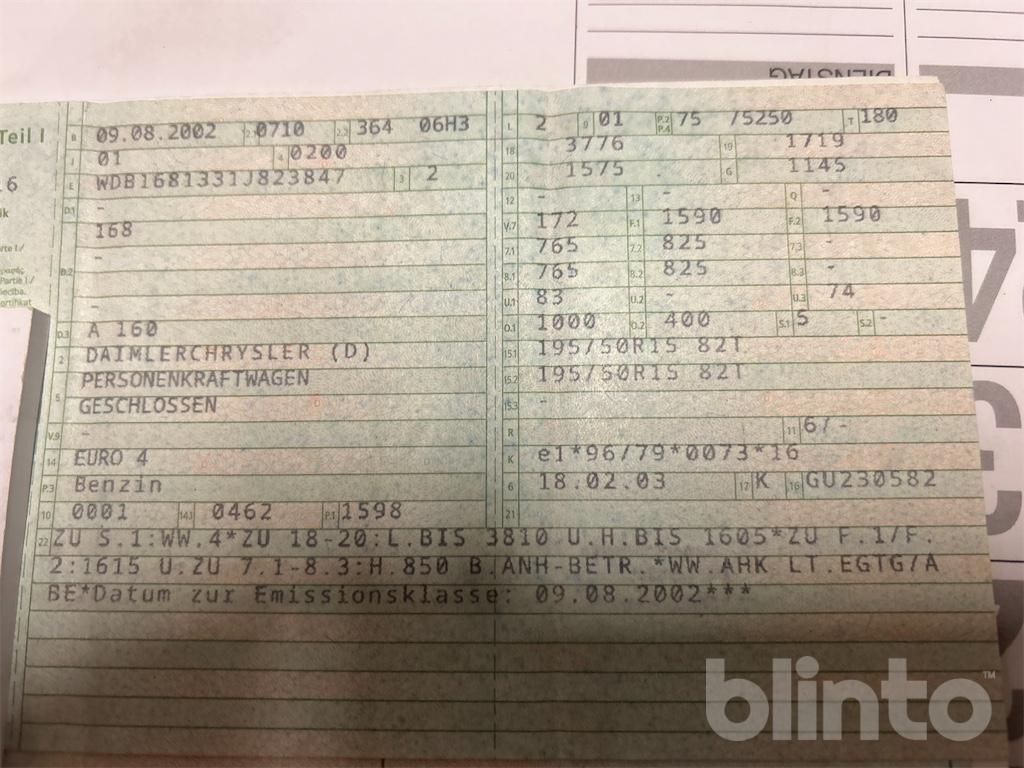 DIENSTAG
Teil I
B 09.08.2002 2.1 0710 2.2 364 06H3
J 01 4 0200
E WDB1681331J823847 3 2
D.1 -
168
D.2 -
-
D.3 A 160
2 DAIMLERCHRYSLER (D)
5 PERSONENKRAFTWAGEN
GESCHLOSSEN
V.9 -
14 EURO 4
P.3 Benzin
10 0001 14.1 0462 P.1 1598
L 2 9 01 P.2 P.4 75 /5250 T 180
18 3776 19 1719
20 1575 G 1145
12 - 13 - Q -
V.7 172 F.1 1590 F.2 1590
7.1 765 7.2 825 7.3 -
8.1 765 8.2 825 8.3 -
U.1 83 U.2 - U.3 74
O.1 1000 O.2 400 S.1 5 S.2 -
15.1 195/50R15 82T
15.2 195/50R15 82T
15.3 -
R 11 6/-
K e1*96/79*0073*16
6 18.02.03 17 K 16 GU230582
21
22 ZU S.1:WW.4*ZU 18-20:L.BIS 3810 U.H.BIS 1605*ZU F.1/F.
2:1615 U.ZU 7.1-8.3:H.850 B.ANH-BETR.*WW.AHK LT.EGTG/A
BE*Datum zur Emissionsklasse: 09.08.2002***
blinto™